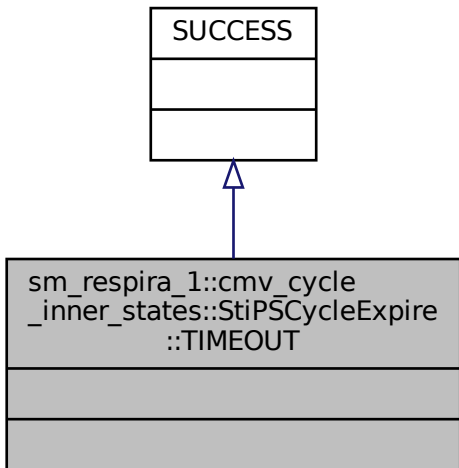 SUCCESS
sm_respira_1::cmv_cycle
_inner_states::StiPSCycleExpire
::TIMEOUT